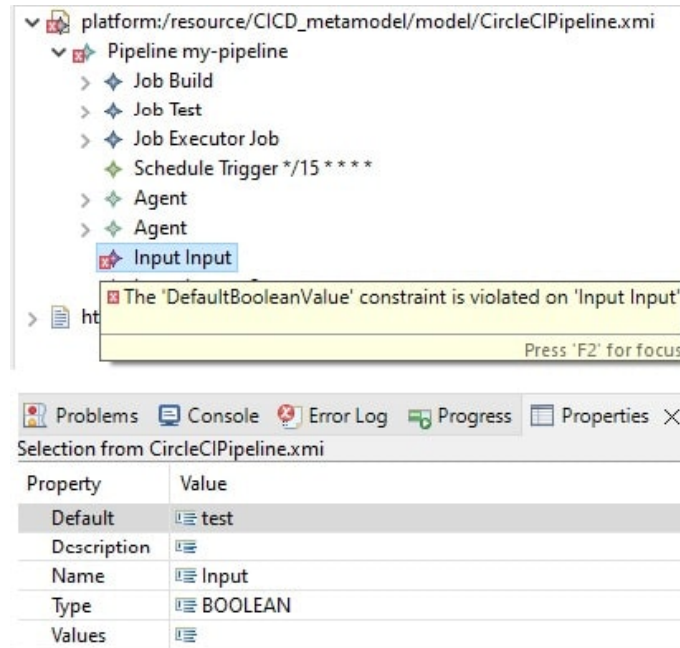 platform:/resource/CICD_metamodel/model/CircleCIPipeline.xmi
Pipeline my-pipeline
Job Build
Job Test
Job Executor Job
Schedule Trigger */15 * * * *
Agent
Agent
Input Input
The 'DefaultBooleanValue' constraint is violated on 'Input Input'
ht
Press 'F2' for focus
Problems Console Error Log Progress Properties
Selection from CircleCIPipeline.xmi
Property Value
Default test
Description
Name Input
Type BOOLEAN
Values